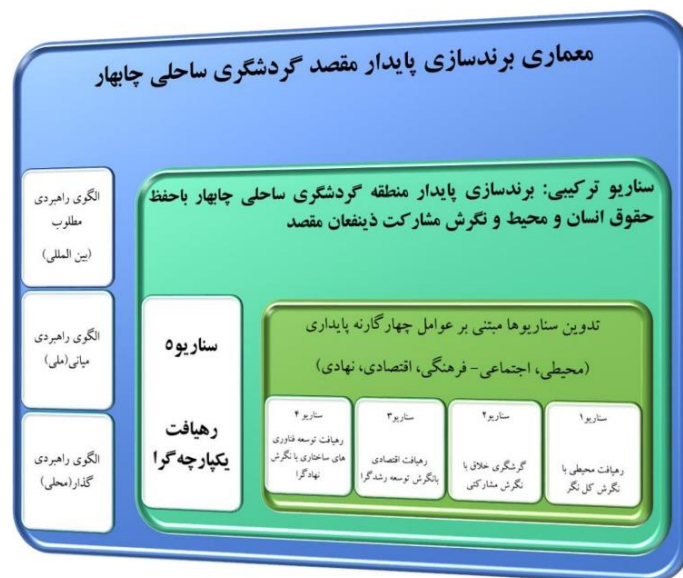 معماری برندسازی پایدار مقصد گردشگری ساحلی چابهار
سناریو ترکیبی: برندسازی پایدار منطقه گردشگری ساحلی چابهار باحفظ
حقوق انسان و محیط و نگرش مشارکت ذینفعان مقصد
تدوین سناریوها مبتنی بر عوامل چهارگارنه پایداری
(محیطی، اجتماعی- فرهنگی، اقتصادی، نهادی)
سناریو۱
رهیافت محیطی با
نگرش کل نگر
سناریو۲
گرشگری خلاق با
نگرش مشارکتی
سناریو۳
رهیافت اقتصادی
بانگرش توسعه رشدگرا
سناریو ۴
رهیافت توسعه فناوری
های ساختاری با نگرش
نهادگرا
سناریو۵
رهیافت
یکپارچه گرا
الگوی راهبردی
مطلوب
(بین المللی)
الگوی راهبردی
میانی(ملی)
الگوی راهبردی
گذار(محلی)